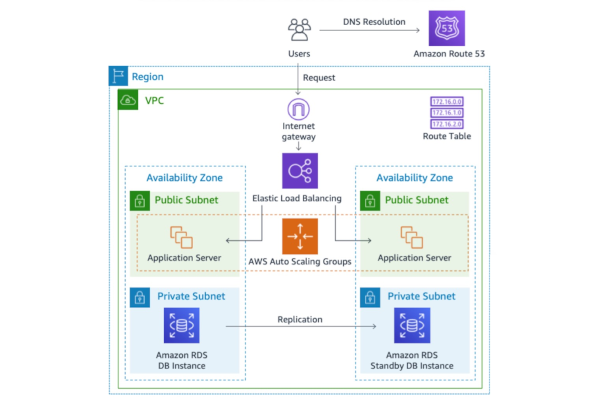 DNS Resolution
53
Users
Amazon Route 53
Region
Request
VPC
172.16.0.0
172.16.1.0
172.16.2.0
Internet
gateway
Route Table
Availability Zone
Availability Zone
Public Subnet
Elastic Load Balancing
Public Subnet
Application Server
AWS Auto Scaling Groups
Application Server
Private Subnet
Private Subnet
Replication
Amazon RDS
DB Instance
Amazon RDS
Standby DB Instance